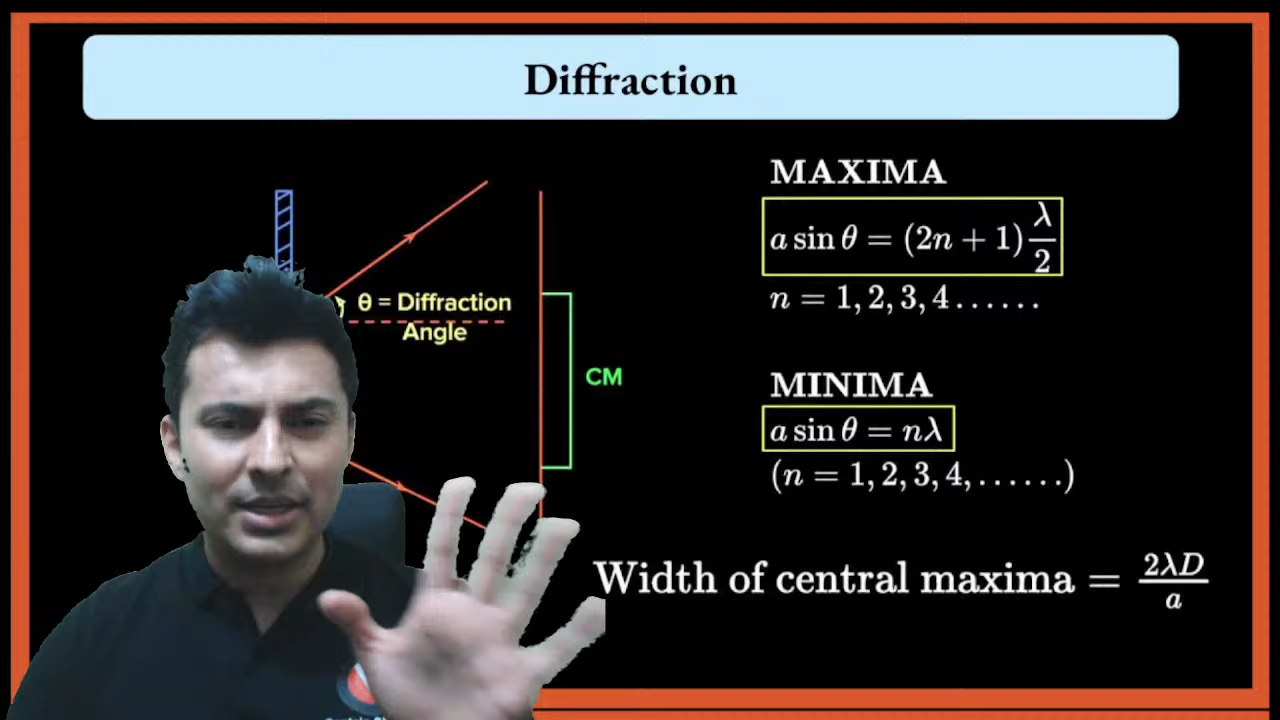 Diffraction
MAXIMA
a sin θ = (2n + 1) λ/2
n = 1, 2, 3, 4 . . . . . .
θ = Diffraction
Angle
CM
MINIMA
a sin θ = nλ
(n = 1, 2, 3, 4, . . . . . .)
Width of central maxima = 2λD/a